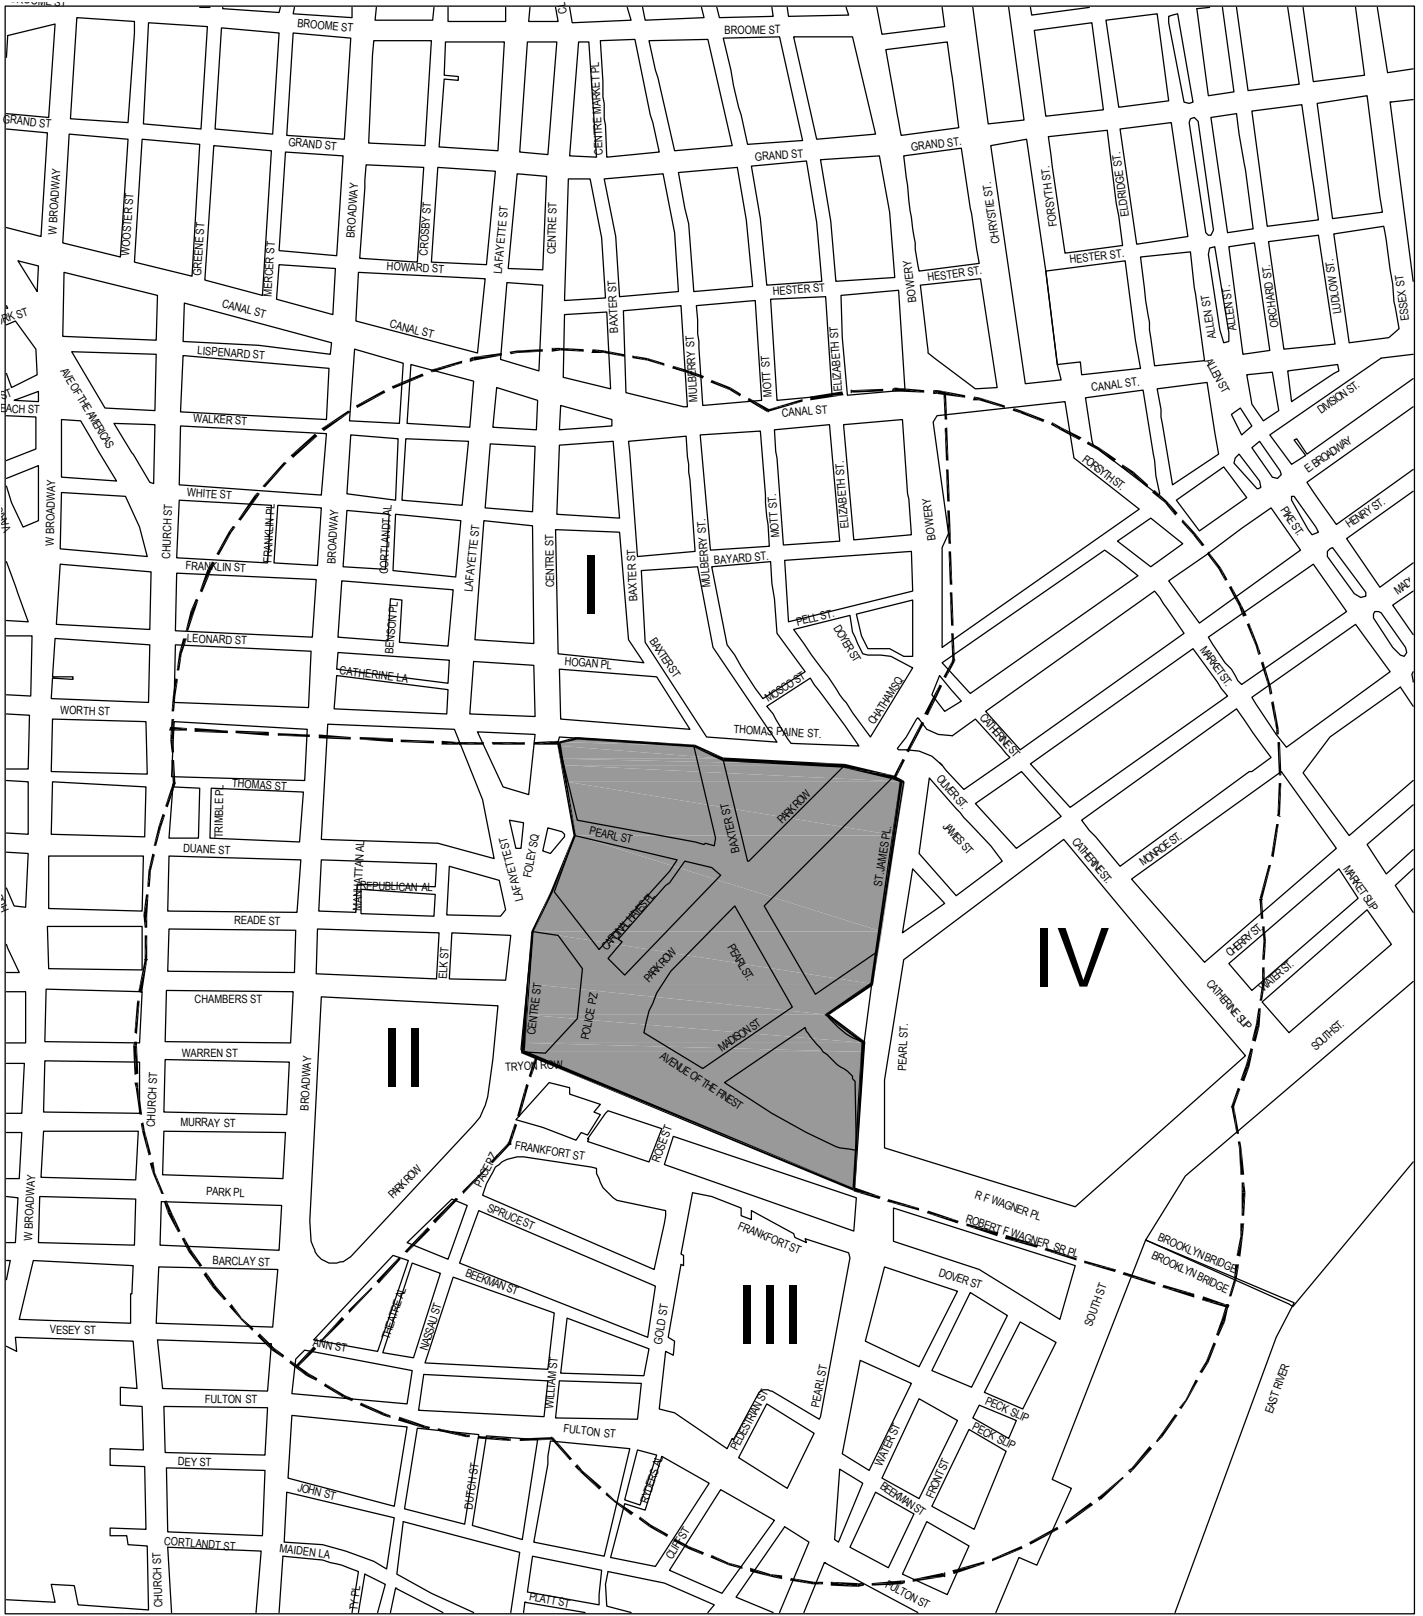 BROOME ST
BROOME ST
CENTRE MARKET PL
GRAND ST
GRAND ST
GRAND ST
GRAND ST.
W BROADWAY
WOOSTER ST
GREENE ST
MERCER ST
BROADWAY
CROSBY ST
LAFAYETTE ST
CENTRE ST
CHRYSTIE ST.
FORSYTH ST.
ELDRIDGE ST.
HOWARD ST
BAXTER ST
HESTER ST
BOWERY
HESTER ST.
HESTER ST.
ALLEN ST
ALLEN ST.
ORCHARD ST.
LUDLOW ST.
ESSEX ST
CANAL ST
CANAL ST
LISPENARD ST
MULBERRY ST
MOTT ST
ELIZABETH ST
ALLEN ST
CANAL ST.
CANAL ST
DIVISION ST.
AVE OF THE AMERICAS
EACH ST
WALKER ST
E. BROADWAY
FORSYTH ST.
HENRY ST.
PIKE ST.
W BROADWAY
WHITE ST
CHURCH ST
FRANKLIN PL
BROADWAY
CORTLANDT AL
LAFAYETTE ST
CENTRE ST
I
BAXTER ST
MULBERRY ST.
MOTT ST.
ELIZABETH ST.
BOWERY
BAYARD ST.
FRANKLIN ST
BENSON PL
PELL ST.
DOYER ST
LEONARD ST
BAXTER ST
HOGAN PL
CATHERINE LA
MOSCO ST
CHATHAM SQ
MARKET ST.
WORTH ST
THOMAS PAINE ST.
CATHERINE ST
THOMAS ST
TRIMBLE PL
PEARL ST
BAXTER ST
PARK ROW
ST. JAMES PL.
OLIVER ST.
JAMES ST
DUANE ST
MANHATTAN AL
REPUBLICAN AL
LAFAYETTE ST
FOLEY SQ
CATHERINE ST.
MONROE ST.
MARKET SLIP
READE ST
CARDINAL HAYES PL
PARK ROW
PEARL ST.
ELK ST
IV
CHERRY ST.
WATER ST.
CATHERINE SLIP
SOUTH ST.
CHAMBERS ST
CENTRE ST
POLICE PZ
MADISON ST
PEARL ST.
WARREN ST
II
BROADWAY
TRYON ROW
AVENUE OF THE FINEST
CHURCH ST
MURRAY ST
FRANKFORT ST
ROSE ST
PARK PL
PARK ROW
PACE PZ
W BROADWAY
R F WAGNER PL
ROBERT F WAGNER SR PL
SPRUCE ST
FRANKFORT ST
BROOKLYN BRIDGE
BROOKLYN BRIDGE
BARCLAY ST
BEEKMAN ST
DOVER ST
SOUTH ST
THEATRE AL
NASSAU ST
GOLD ST
III
VESEY ST
ANN ST
WILLIAM ST
PEARL ST
EAST RIVER
FULTON ST
FULTON ST
PEDESTRIAN ST
PECK SLIP
PECK SLIP
WATER ST
FRONT ST
BEEKMAN ST
DEY ST
JOHN ST
DUTCH ST
RYDERS AL
CLIFF ST
CORTLANDT ST
MAIDEN LA
CHURCH ST
TY PL
PLATT ST
FULTON ST